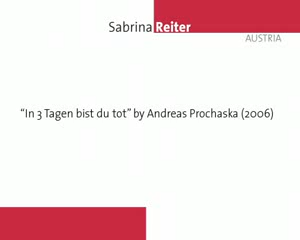 Sabrina Reiter
AUSTRIA
“In 3 Tagen bist du tot” by Andreas Prochaska (2006)